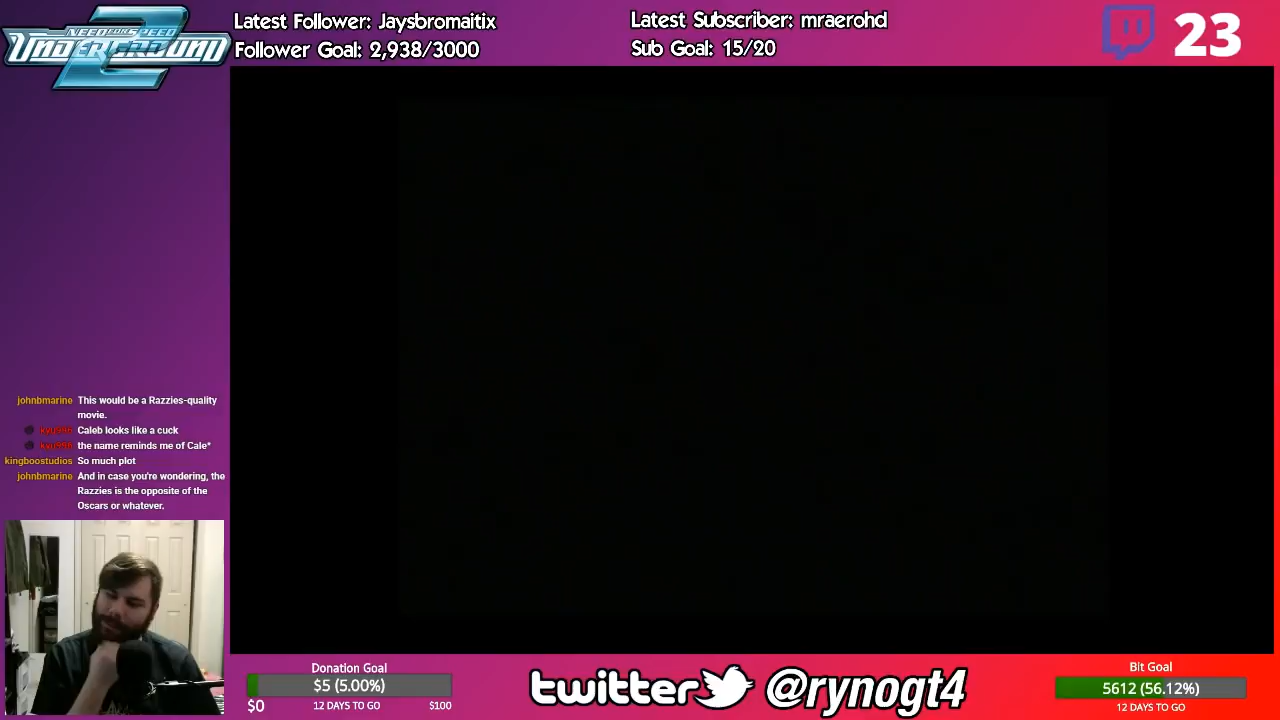 NEED FOR SPEED
UNDERGROUND
2
Latest Follower: Jaysbromaitix
Follower Goal: 2,938/3000
Latest Subscriber: mraerohd
Sub Goal: 15/20
23
johnbmarine This would be a Razzies-quality
movie.
Caleb looks like a cuck
the name reminds me of Cale*
kingboostudios So much plot
johnbmarine And in case you're wondering, the
Razzies is the opposite of the
Oscars or whatever.
Donation Goal
$5 (5.00%)
$0 12 DAYS TO GO $100
twitter @rynogt4
Bit Goal
5612 (56.12%)
12 DAYS TO GO